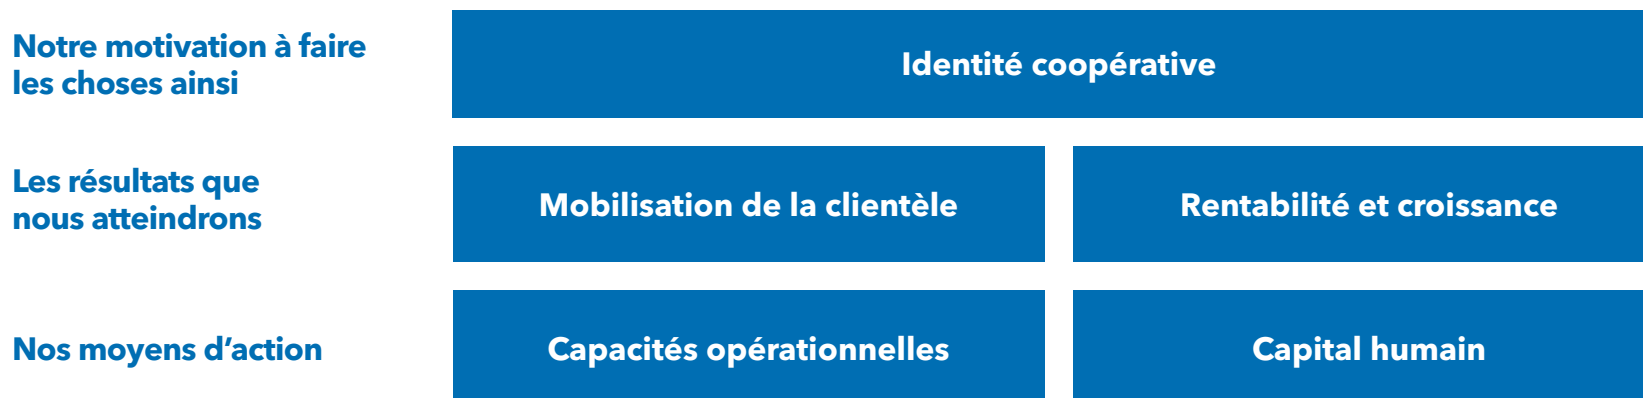 Notre motivation à faire
les choses ainsi
Identité coopérative
Les résultats que
nous atteindrons
Mobilisation de la clientèle
Rentabilité et croissance
Nos moyens d’action
Capacités opérationnelles
Capital humain